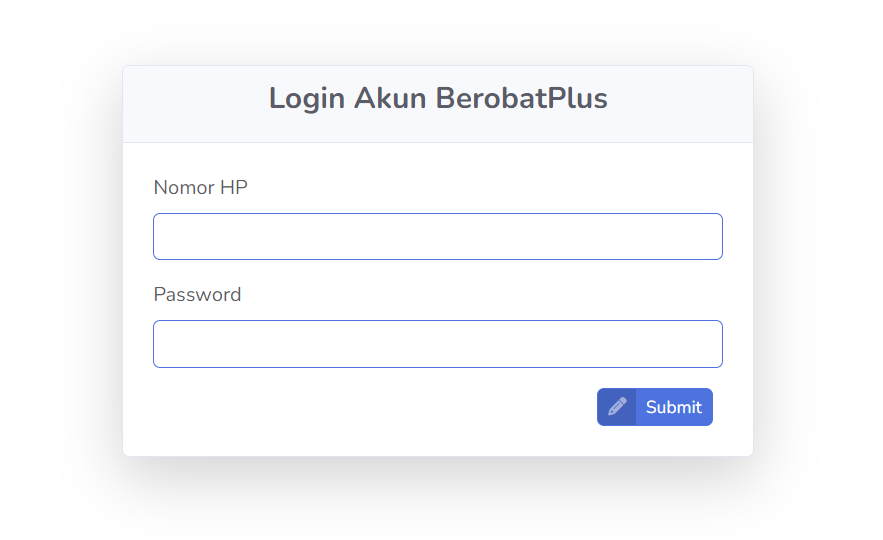 Login Akun BerobatPlus
Nomor HP
Password
Submit